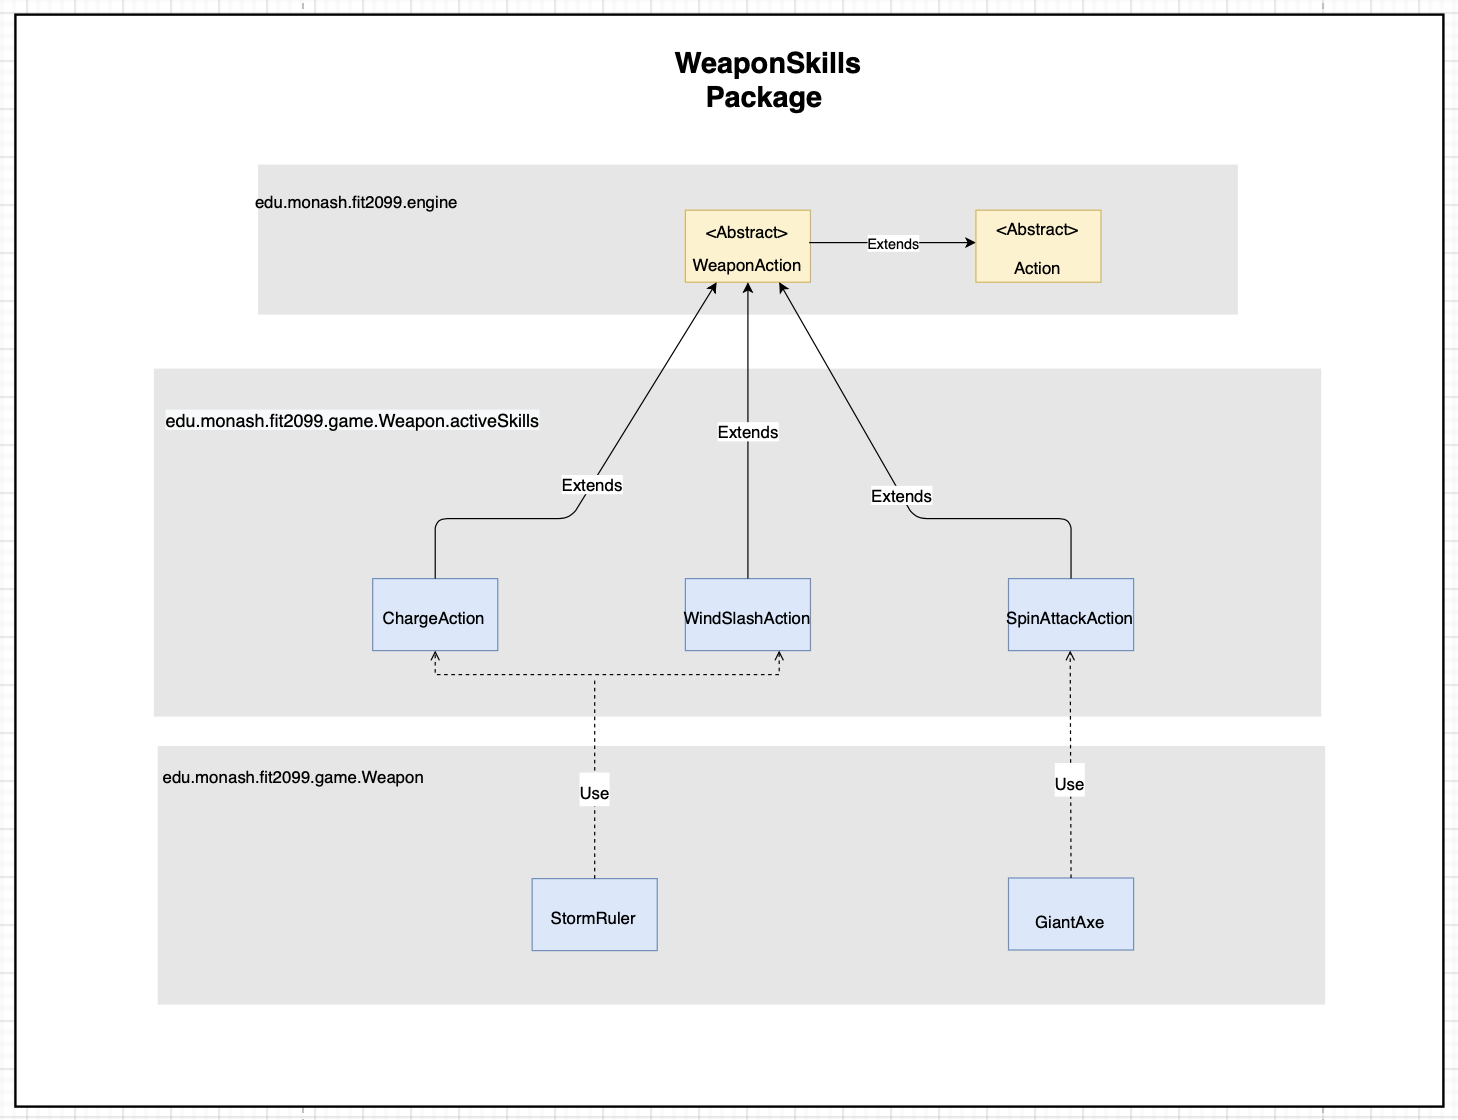 WeaponSkills
Package
edu.monash.fit2099.engine
<Abstract>
WeaponAction
Extends
<Abstract>
Action
edu.monash.fit2099.game.Weapon.activeSkills
Extends
Extends
Extends
ChargeAction
WindSlashAction
SpinAttackAction
edu.monash.fit2099.game.Weapon
Use
Use
StormRuler
GiantAxe